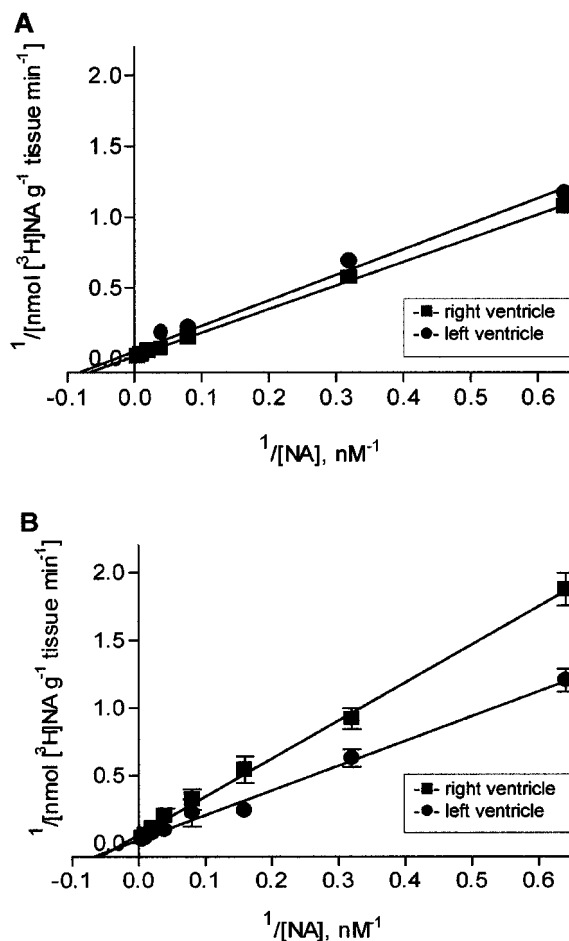 A
2.0
1.5
1.0
0.5
0.0
1/[nmol [³H]NA g⁻¹ tissue min⁻¹]
-■- right ventricle
-●- left ventricle
-0.1 0.0 0.1 0.2 0.3 0.4 0.5 0.6
1/[NA], nM⁻¹
B
2.0
1.5
1.0
0.5
0.0
1/[nmol [³H]NA g⁻¹ tissue min⁻¹]
-■- right ventricle
-●- left ventricle
-0.1 0.0 0.1 0.2 0.3 0.4 0.5 0.6
1/[NA], nM⁻¹